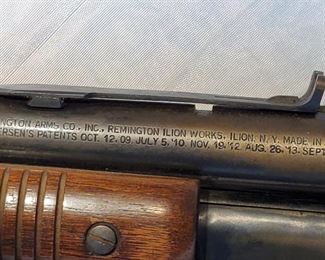 NGTON ARMS CO., INC., REMINGTON ILION WORKS, ILION, N.Y. MADE IN
ERSEN'S PATENTS OCT. 12.09. JULY 5.'10. NOV. 19.'12. AUG. 26.'13. SEPT